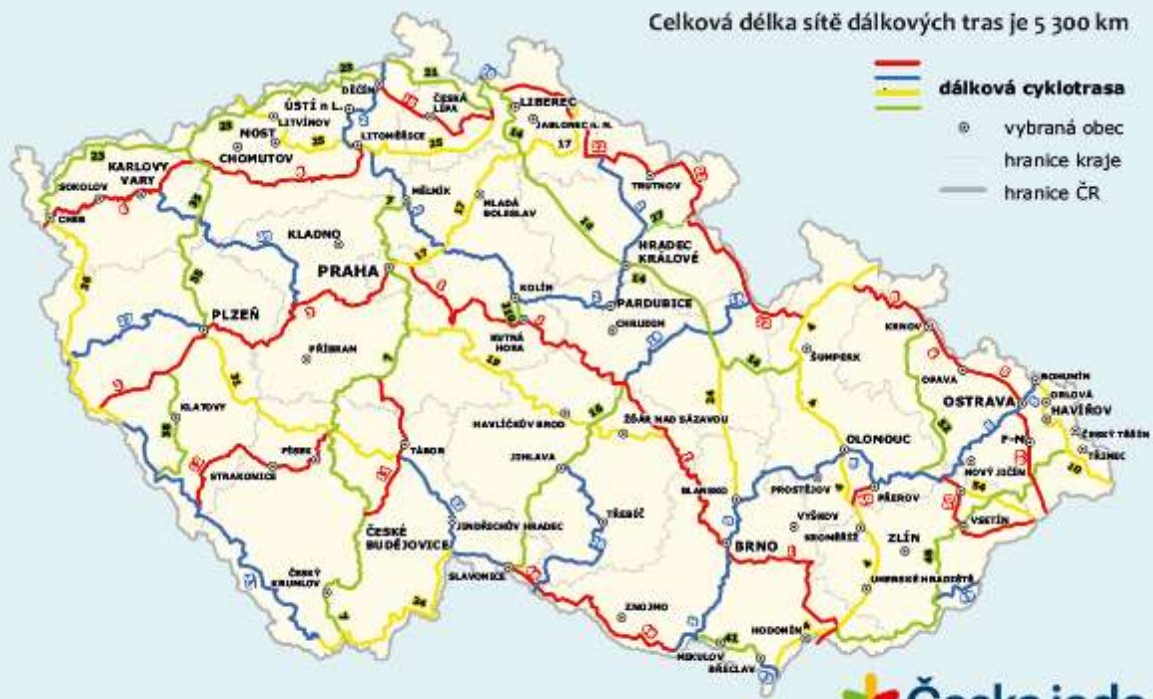 Celková délka sítě dálkových tras je 5 300 km
dálková cyklotrasa
vybraná obec
hranice kraje
hranice ČR
DĚČÍN
ÚSTÍ n L.
LITVÍNOV
MOST
CHOMUTOV
LITOMĚŘICE
ČESKÁ
LÍPA
LIBEREC
JABLONEC n. N.
KARLOVY
VARY
SOKOLOV
CHEB
TRUTNOV
MĚLNÍK
MLADÁ
BOLESLAV
KLADNO
PRAHA
HRADEC
KRÁLOVÉ
KOLÍN
PARDUBICE
CHRUDIM
KUTNÁ
HORA
PLZEŇ
PŘÍBRAM
ŠUMPERK
KRNOV
OPAVA
BOHUMÍN
ORLOVÁ
OSTRAVA
HAVÍŘOV
ČESKÝ TĚŠÍN
F-M
TŘINEC
NOVÝ JIČÍN
KLATOVY
HAVLÍČKŮV BROD
ŽĎÁR NAD SÁZAVOU
OLOMOUC
STRAKONICE
PÍSEK
TÁBOR
JIHLAVA
BLANSKO
PROSTĚJOV
PŘEROV
VSETÍN
ČESKÉ
BUDĚJOVICE
JINDŘICHŮV HRADEC
TŘEBÍČ
VYŠKOV
KROMĚŘÍŽ
ZLÍN
BRNO
SLAVONICE
ČESKÝ
KRUMLOV
UHERSKÉ HRADIŠTĚ
ZNOJMO
HODONÍN
MIKULOV
BŘECLAV
Česko jede